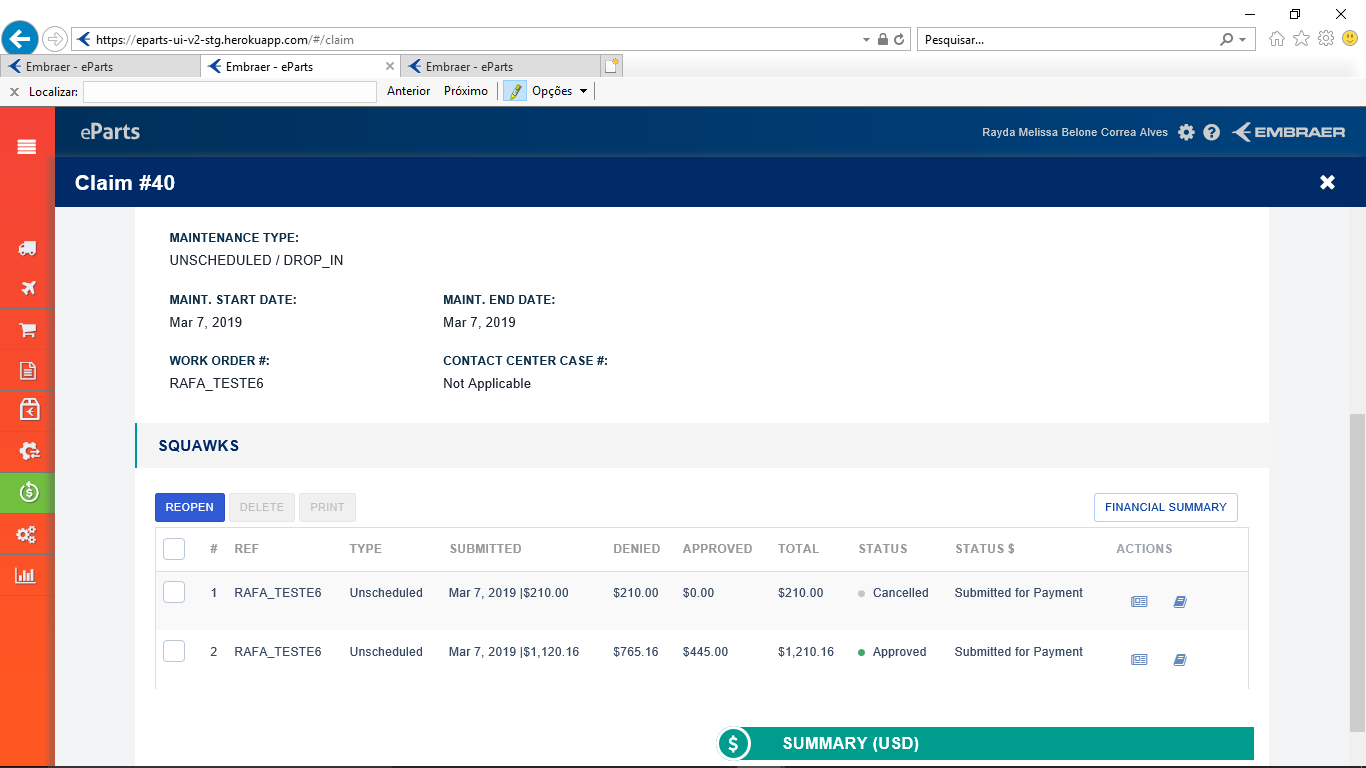 https://eparts-ui-v2-stg.herokuapp.com/#/claim
Pesquisar...
Embraer - eParts
Embraer - eParts
Embraer - eParts
Localizar:
Anterior Próximo Opções
eParts
Rayda Melissa Belone Correa Alves
EMBRAER
Claim #40
MAINTENANCE TYPE:
UNSCHEDULED / DROP_IN
MAINT. START DATE: MAINT. END DATE:
Mar 7, 2019 Mar 7, 2019
WORK ORDER #: CONTACT CENTER CASE #:
RAFA_TESTE6 Not Applicable
SQUAWKS
REOPEN DELETE PRINT FINANCIAL SUMMARY
# REF TYPE SUBMITTED DENIED APPROVED TOTAL STATUS STATUS $ ACTIONS
1 RAFA_TESTE6 Unscheduled Mar 7, 2019 |$210.00 $210.00 $0.00 $210.00 Cancelled Submitted for Payment
2 RAFA_TESTE6 Unscheduled Mar 7, 2019 |$1,120.16 $765.16 $445.00 $1,210.16 Approved Submitted for Payment
$ SUMMARY (USD)